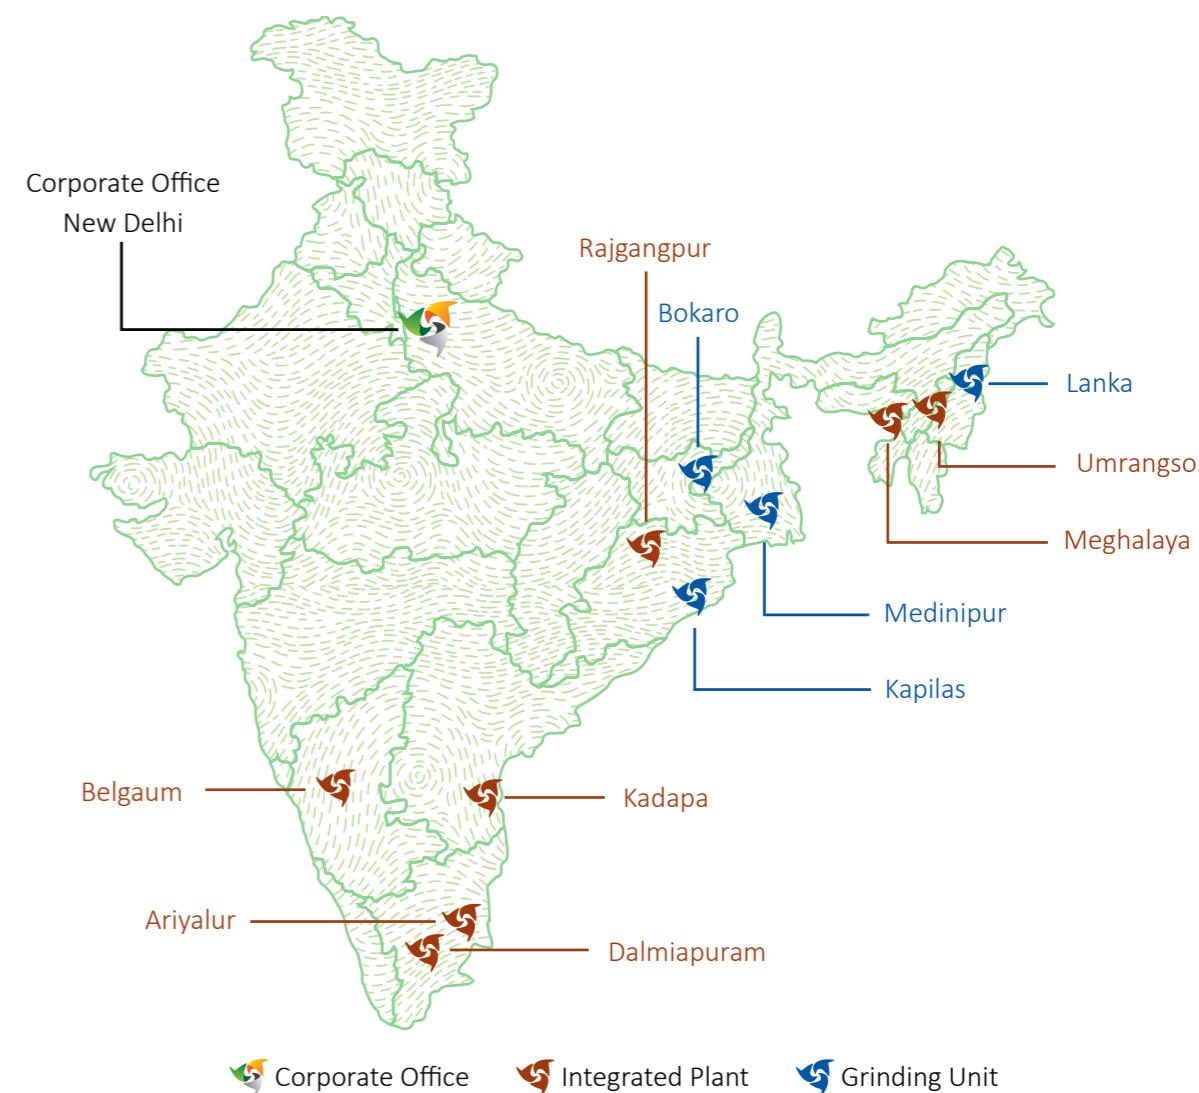 Corporate Office
New Delhi
Rajgangpur
Bokaro
Lanka
Umrangso
Meghalaya
Medinipur
Kapilas
Belgaum
Kadapa
Ariyalur
Dalmiapuram
Corporate Office
Integrated Plant
Grinding Unit